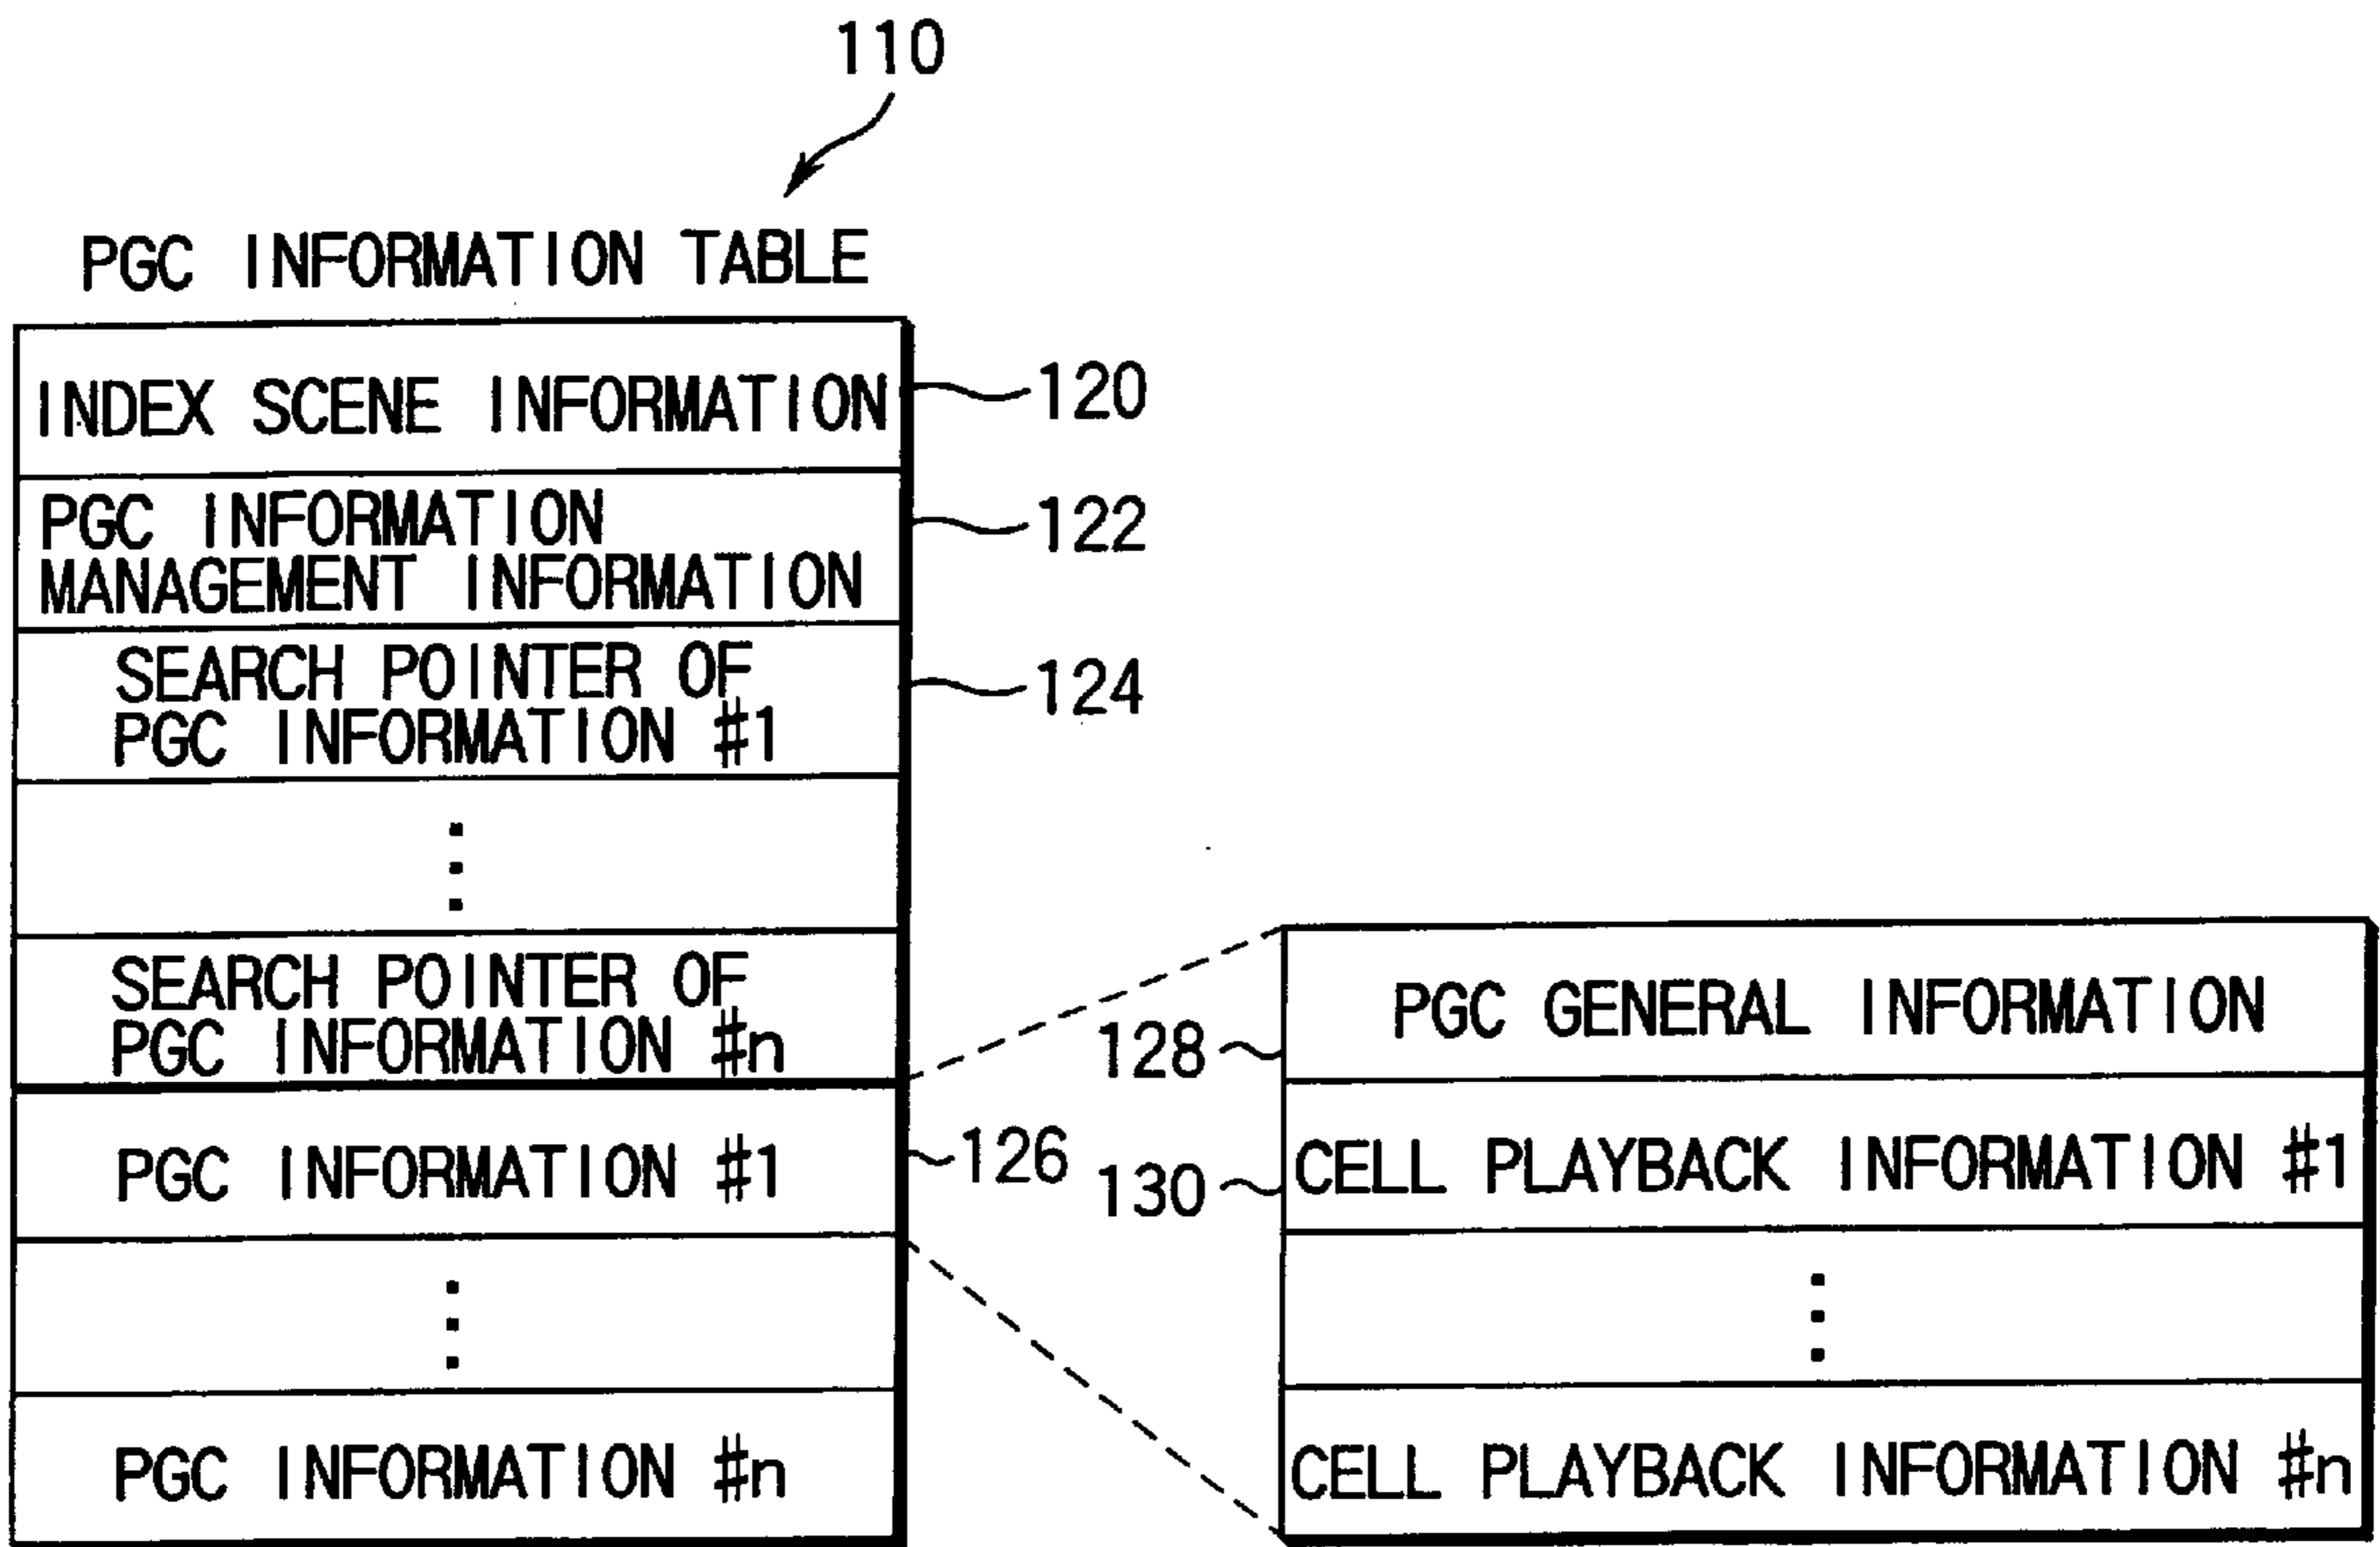 110
PGC INFORMATION TABLE
INDEX SCENE INFORMATION
120
PGC INFORMATION
MANAGEMENT INFORMATION
122
SEARCH POINTER OF
PGC INFORMATION #1
124
SEARCH POINTER OF
PGC INFORMATION #n
PGC INFORMATION #1
126
PGC INFORMATION #n
128
PGC GENERAL INFORMATION
130
CELL PLAYBACK INFORMATION #1
CELL PLAYBACK INFORMATION #n